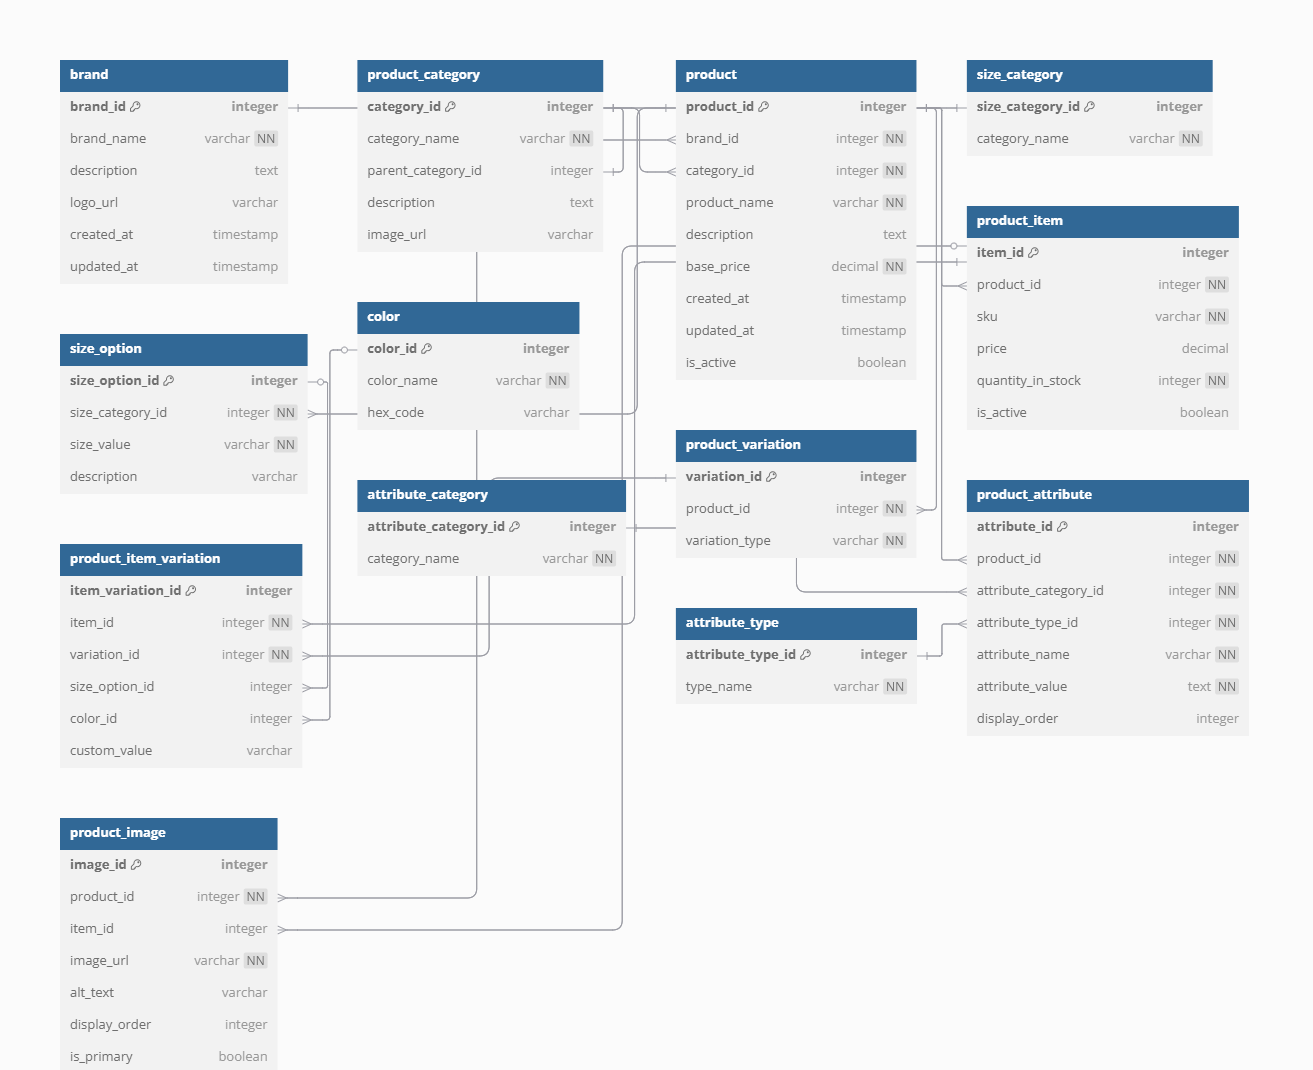 brand
brand_id integer
brand_name varchar NN
description text
logo_url varchar
created_at timestamp
updated_at timestamp
product_category
category_id integer
category_name varchar NN
parent_category_id integer
description text
image_url varchar
product
product_id integer
brand_id integer NN
category_id integer NN
product_name varchar NN
description text
base_price decimal NN
created_at timestamp
updated_at timestamp
is_active boolean
size_category
size_category_id integer
category_name varchar NN
product_item
item_id integer
product_id integer NN
sku varchar NN
price decimal
quantity_in_stock integer NN
is_active boolean
color
color_id integer
color_name varchar NN
hex_code varchar
size_option
size_option_id integer
size_category_id integer NN
size_value varchar NN
description varchar
product_variation
variation_id integer
product_id integer NN
variation_type varchar NN
attribute_category
attribute_category_id integer
category_name varchar NN
product_attribute
attribute_id integer
product_id integer NN
attribute_category_id integer NN
attribute_type_id integer NN
attribute_name varchar NN
attribute_value text NN
display_order integer
product_item_variation
item_variation_id integer
item_id integer NN
variation_id integer NN
size_option_id integer
color_id integer
custom_value varchar
attribute_type
attribute_type_id integer
type_name varchar NN
product_image
image_id integer
product_id integer NN
item_id integer
image_url varchar NN
alt_text varchar
display_order integer
is_primary boolean